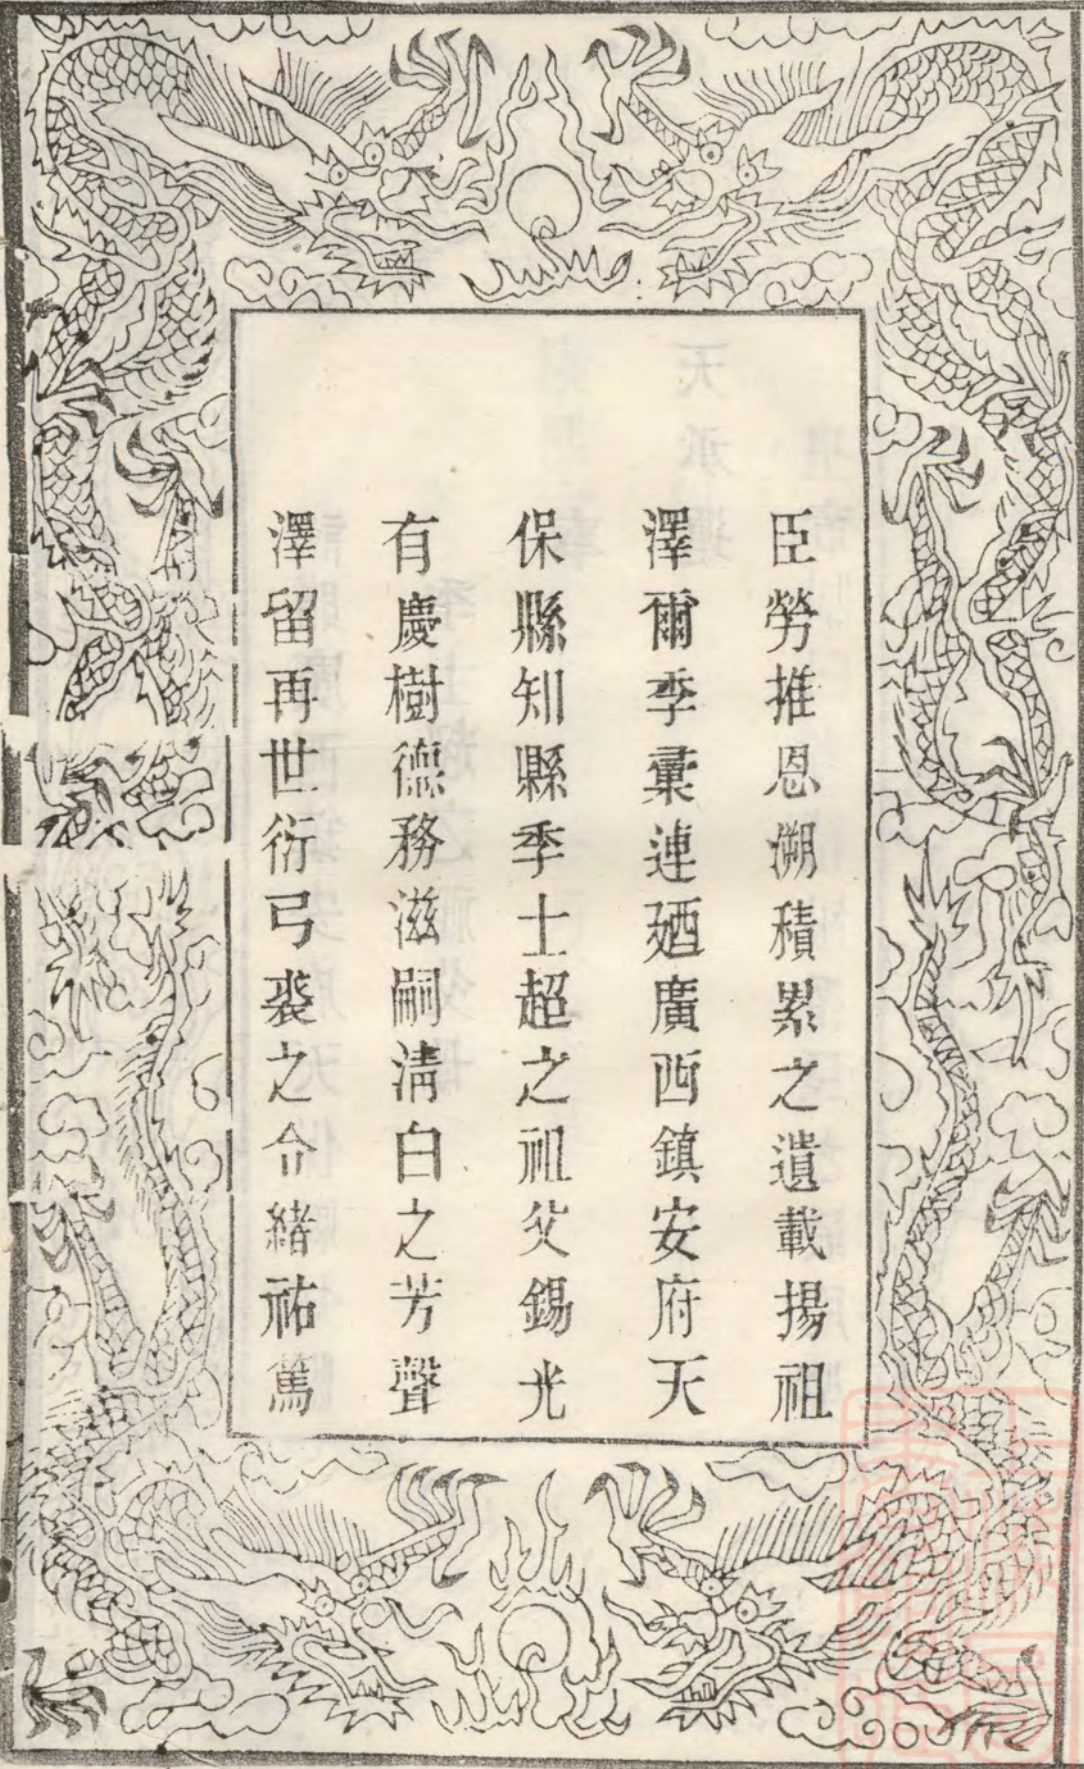 臣勞推恩溯積累之遺載揚祖
澤爾李彙連廼廣西鎮安府天
保縣知縣季士超之祖父錫光
有慶樹德務滋嗣清白之芳聲
澤留再世衍弓裘之令緒祐篤